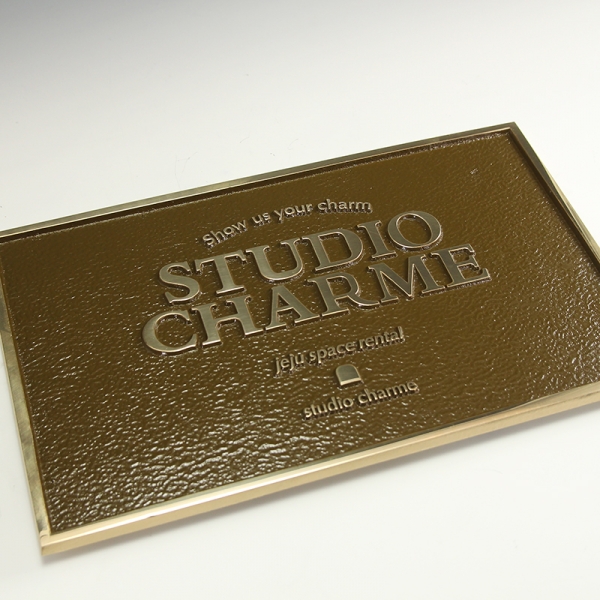 Show us your charm
STUDIO
CHARME
jeju space rental
studio charme